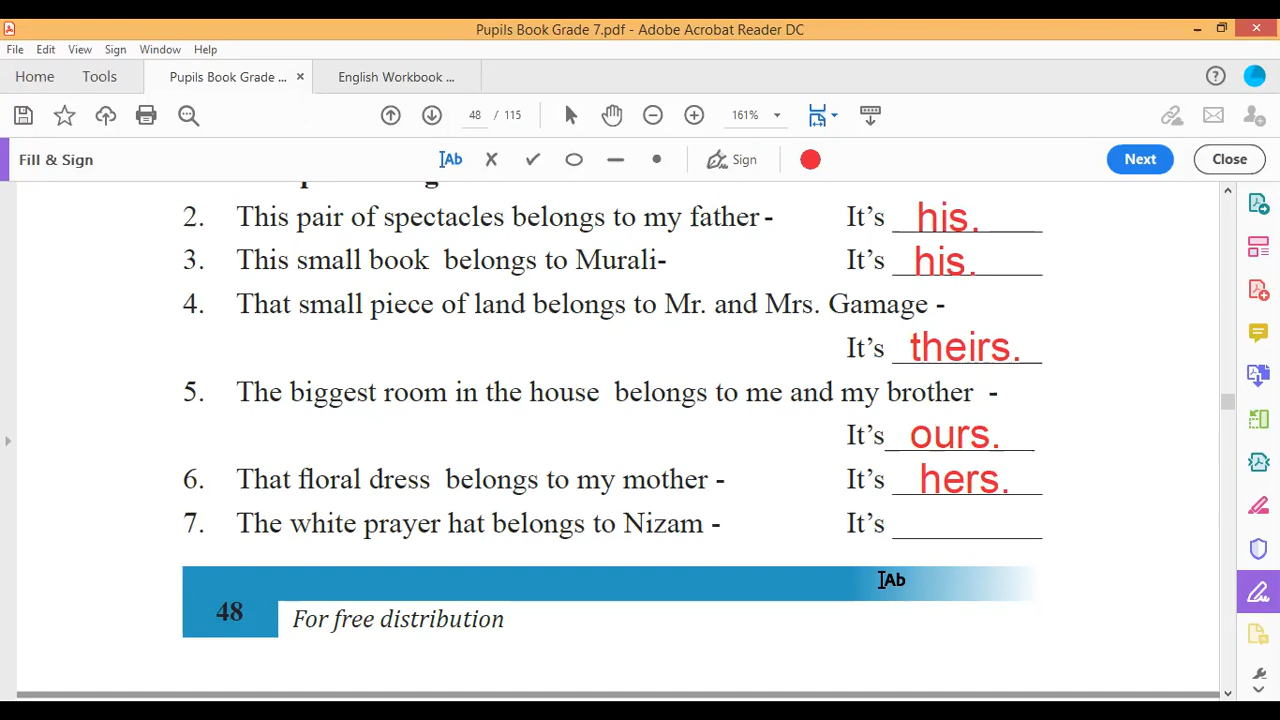 Pupils Book Grade 7.pdf - Adobe Acrobat Reader DC
File Edit View Sign Window Help
Home Tools Pupils Book Grade ... × English Workbook ...
48 / 115 161%
Fill & Sign Ab Sign Next Close
2. This pair of spectacles belongs to my father - It’s his.
3. This small book belongs to Murali- It’s his.
4. That small piece of land belongs to Mr. and Mrs. Gamage -
It’s theirs.
5. The biggest room in the house belongs to me and my brother -
It’s ours.
6. That floral dress belongs to my mother - It’s hers.
7. The white prayer hat belongs to Nizam - It’s
Ab
48 For free distribution